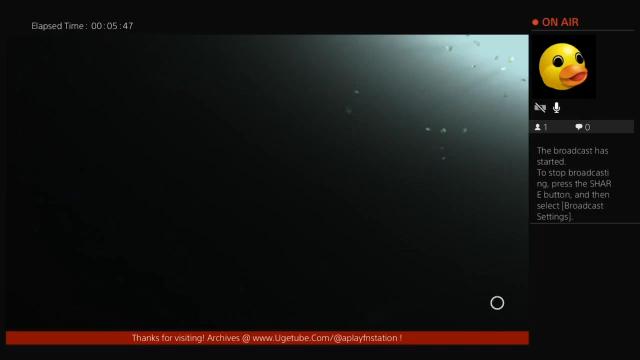 Elapsed Time : 00:05:47
ON AIR
1 0
The broadcast has
started.
To stop broadcasti
ng, press the SHAR
E button, and then
select [Broadcast
Settings].
Thanks for visiting! Archives @ www.Ugetube.Com/@aplayfnstation !